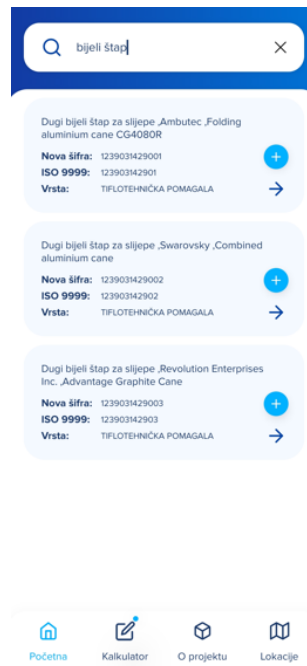 bijeli štap
Dugi bijeli štap za slijepe ,Ambutec ,Folding
aluminium cane CG4080R
Nova šifra: 1239031429001
ISO 9999: 12390314​2901
Vrsta: TIFLOTEHNIČKA POMAGALA
Dugi bijeli štap za slijepe ,Swarovsky ,Combined
aluminium cane
Nova šifra: 1239031429002
ISO 9999: 123903142902
Vrsta: TIFLOTEHNIČKA POMAGALA
Dugi bijeli štap za slijepe ,Revolution Enterprises
Inc. ,Advantage Graphite Cane
Nova šifra: 1239031429003
ISO 9999: 123903142903
Vrsta: TIFLOTEHNIČKA POMAGALA
Početna Kalkulator O projektu Lokacije